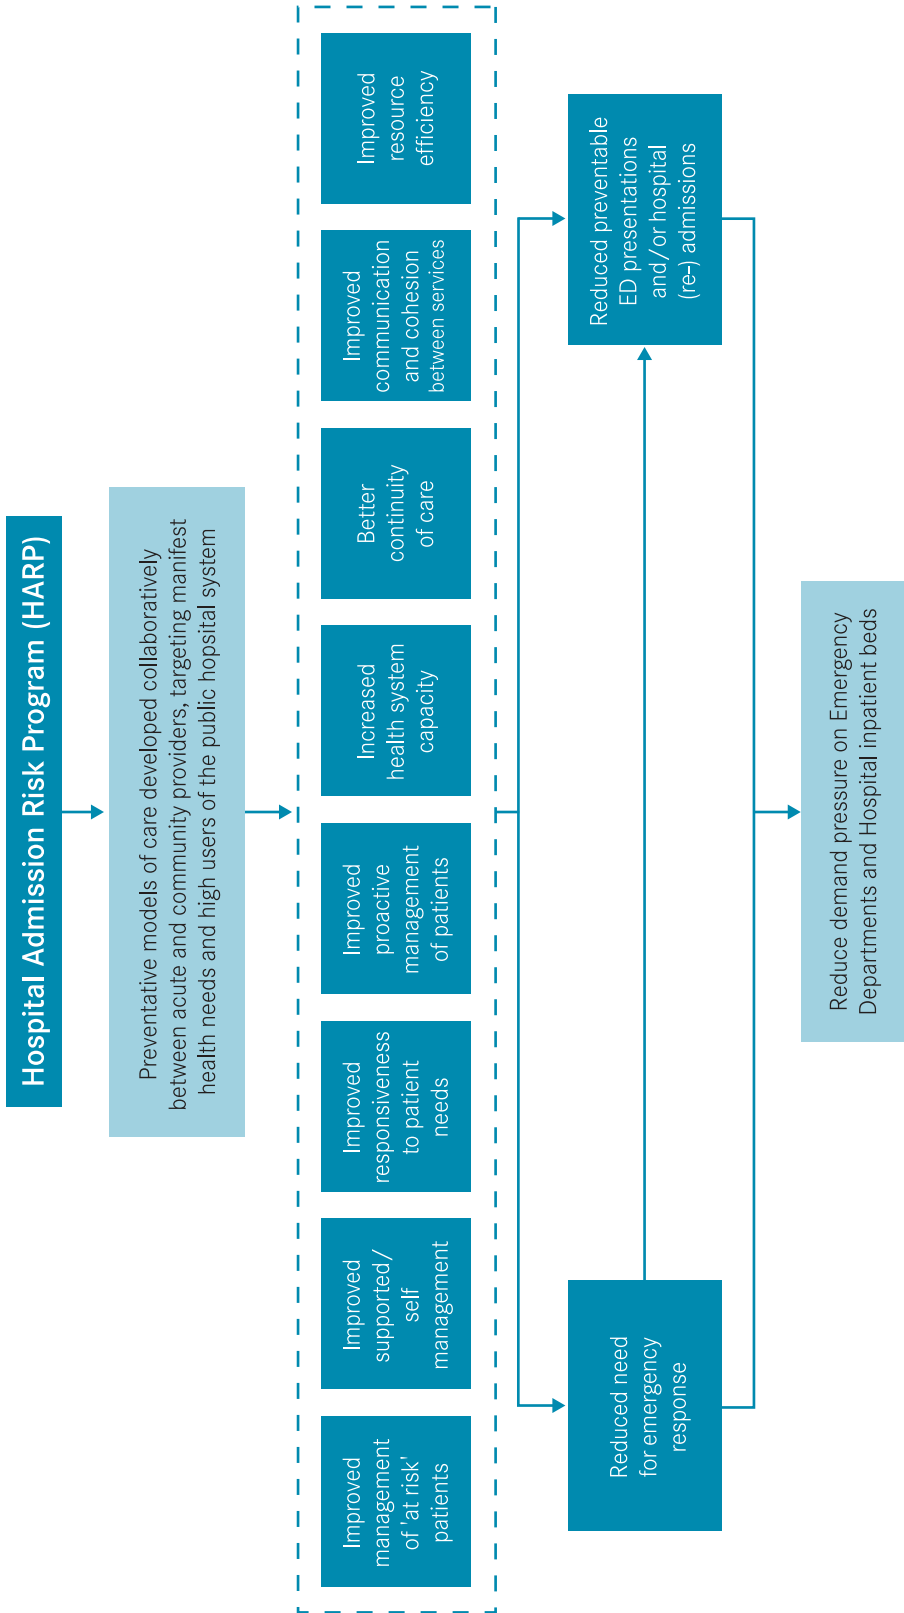 Hospital Admission Risk Program (HARP)
Preventative models of care developed collaboratively
between acute and community providers, targeting manifest
health needs and high users of the public hopsital system
Improved
management
of 'at risk'
patients
Improved
supported/
self
management
Improved
responsiveness
to patient
needs
Improved
proactive
management
of patients
Increased
health system
capacity
Better
continuity
of care
Improved
communication
and cohesion
between services
Improved
resource
efficiency
Reduced need
for emergency
response
Reduced preventable
ED presentations
and/or hospital
(re-) admissions
Reduce demand pressure on Emergency
Departments and Hospital inpatient beds